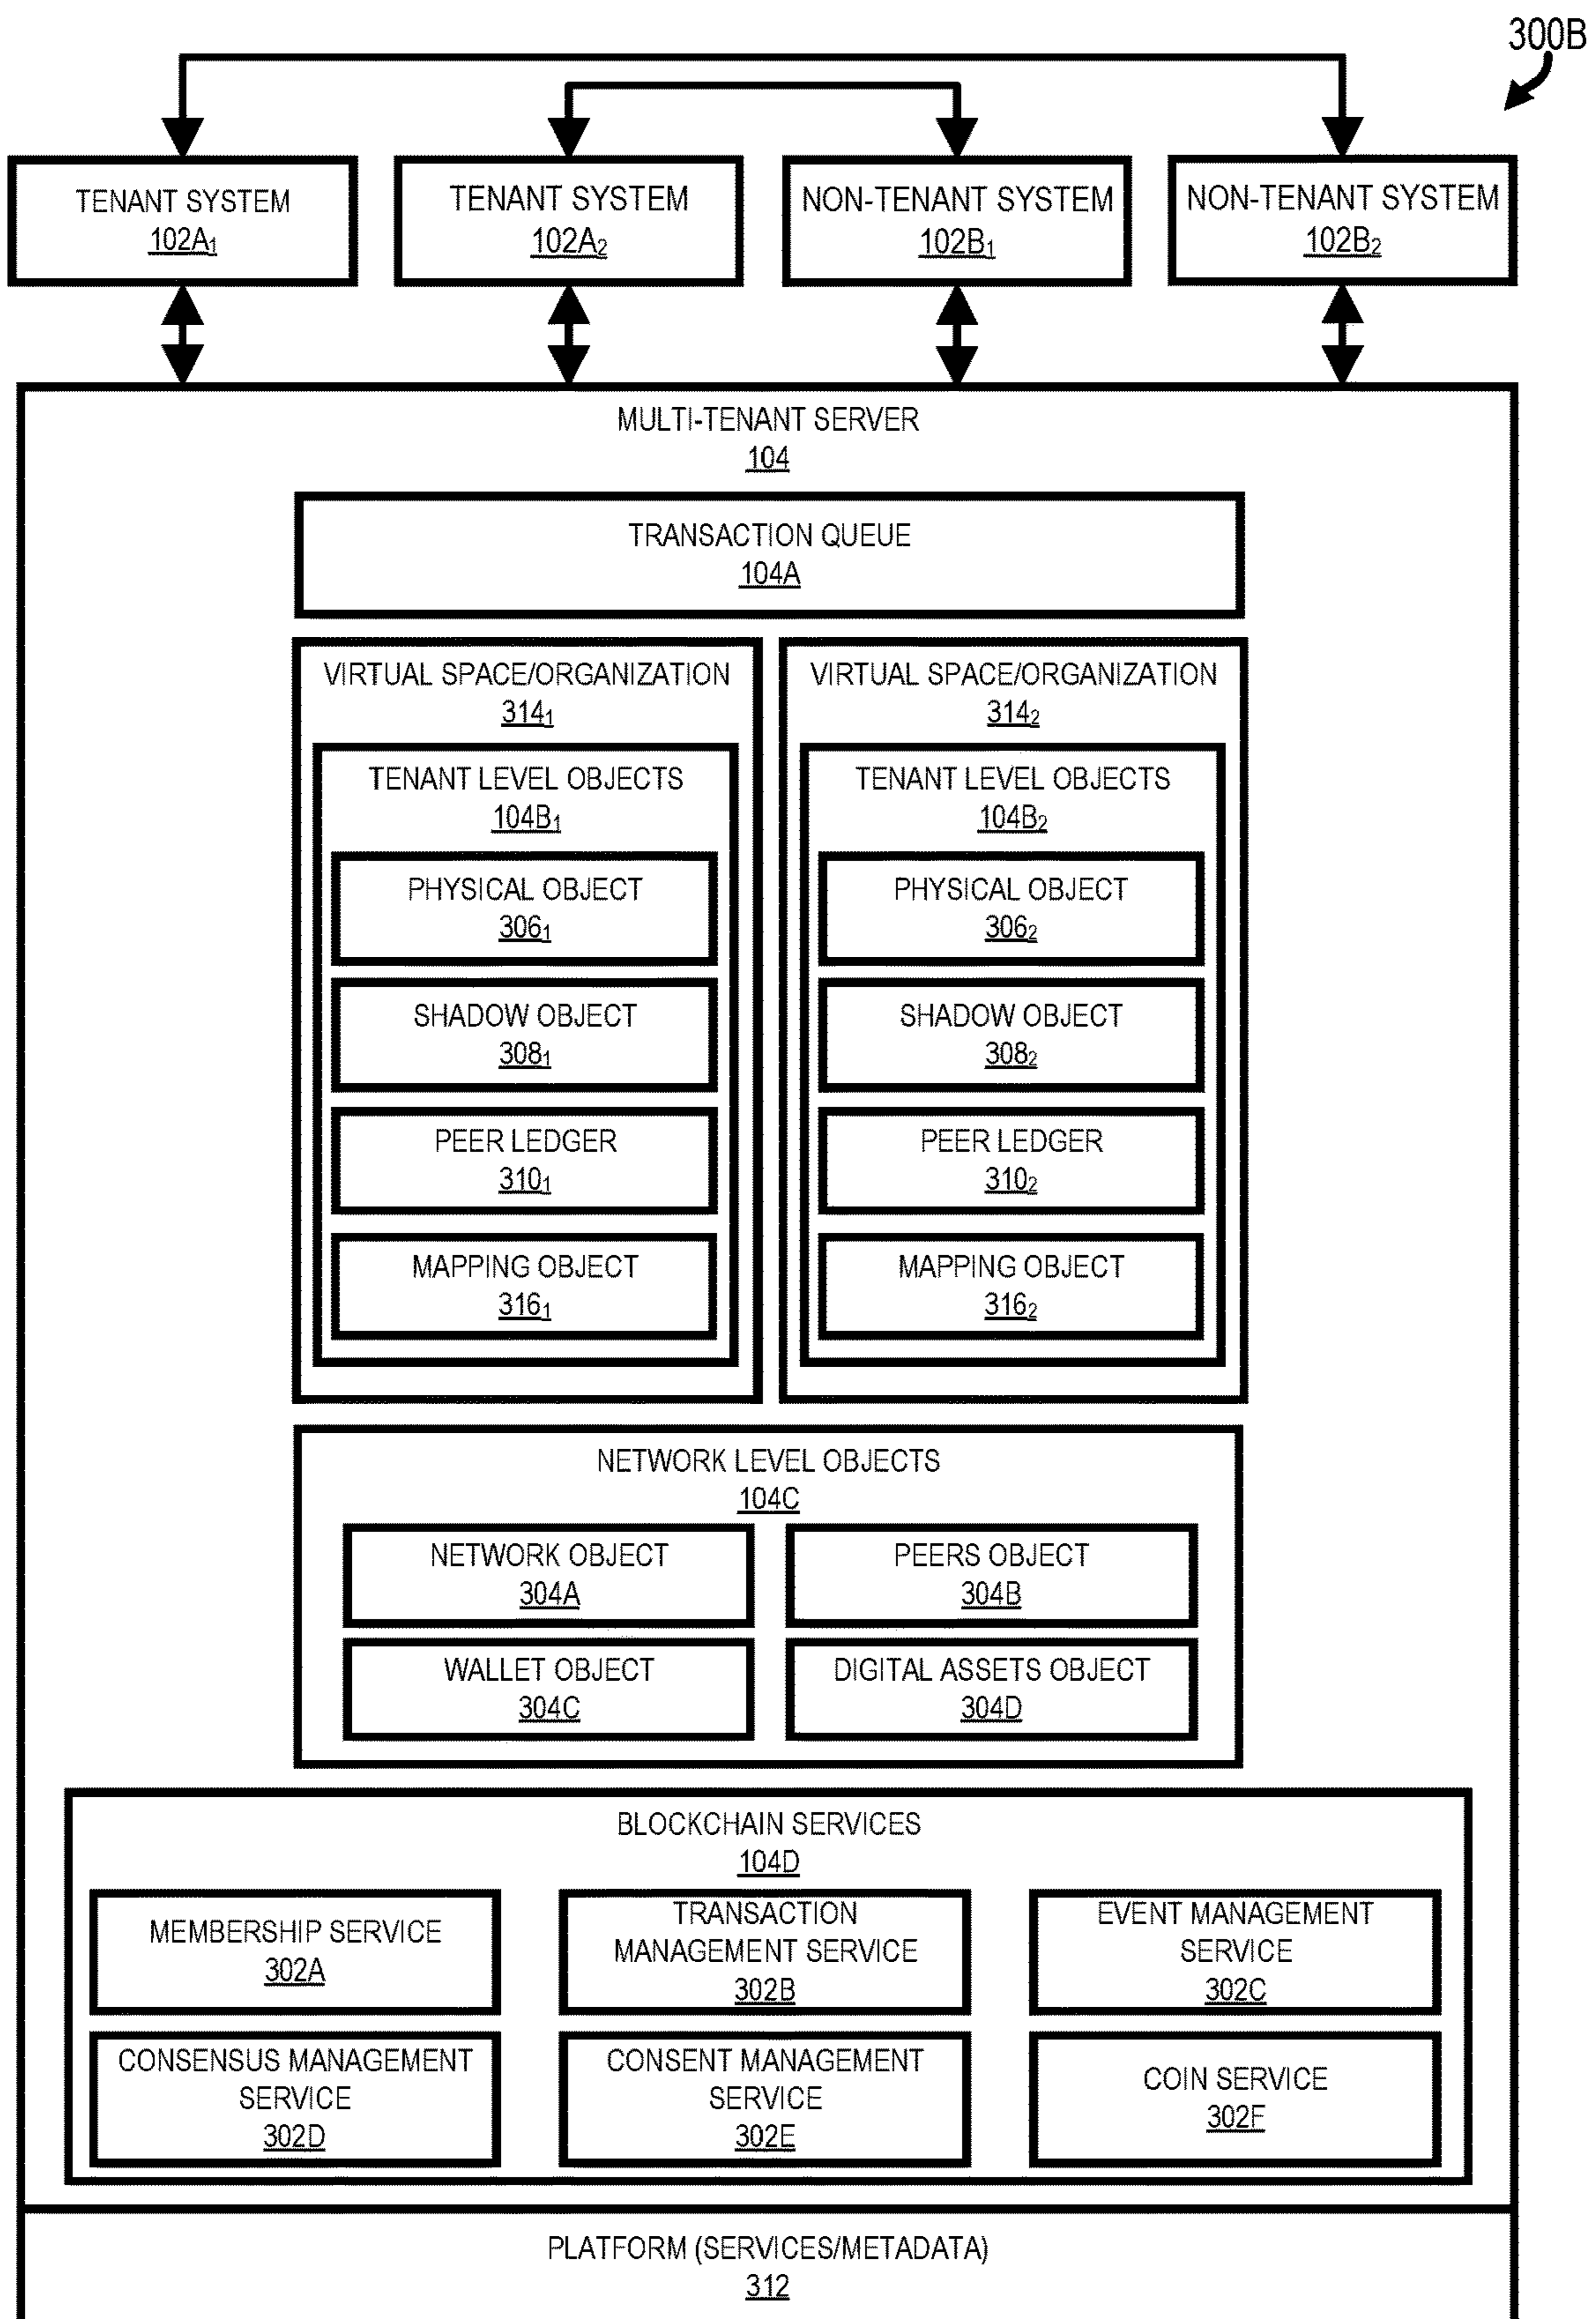 300B
TENANT SYSTEM
102A₁
TENANT SYSTEM
102A₂
NON-TENANT SYSTEM
102B₁
NON-TENANT SYSTEM
102B₂
MULTI-TENANT SERVER
104
TRANSACTION QUEUE
104A
VIRTUAL SPACE/ORGANIZATION
314₁
TENANT LEVEL OBJECTS
104B₁
PHYSICAL OBJECT
306₁
SHADOW OBJECT
308₁
PEER LEDGER
310₁
MAPPING OBJECT
316₁
VIRTUAL SPACE/ORGANIZATION
314₂
TENANT LEVEL OBJECTS
104B₂
PHYSICAL OBJECT
306₂
SHADOW OBJECT
308₂
PEER LEDGER
310₂
MAPPING OBJECT
316₂
NETWORK LEVEL OBJECTS
104C
NETWORK OBJECT
304A
PEERS OBJECT
304B
WALLET OBJECT
304C
DIGITAL ASSETS OBJECT
304D
BLOCKCHAIN SERVICES
104D
MEMBERSHIP SERVICE
302A
TRANSACTION
MANAGEMENT SERVICE
302B
EVENT MANAGEMENT
SERVICE
302C
CONSENSUS MANAGEMENT
SERVICE
302D
CONSENT MANAGEMENT
SERVICE
302E
COIN SERVICE
302F
PLATFORM (SERVICES/METADATA)
312